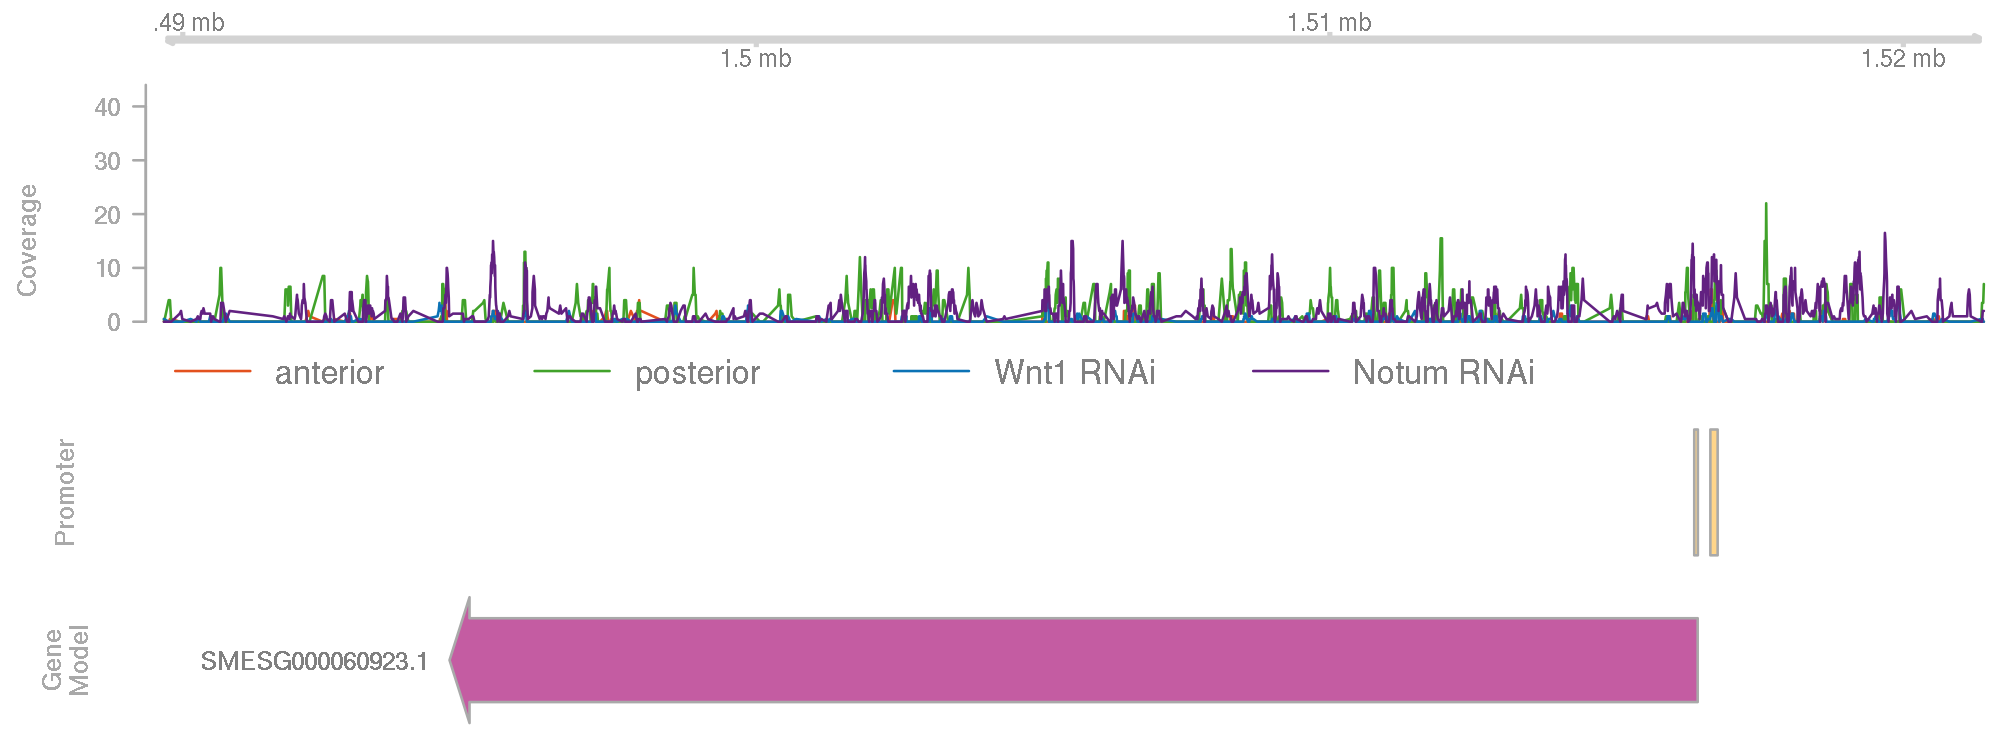 .49 mb
1.51 mb
1.5 mb
1.52 mb
Coverage
40
30
20
10
0
anterior posterior Wnt1 RNAi Notum RNAi
Promoter
Gene
Model
SMESG000060923.1